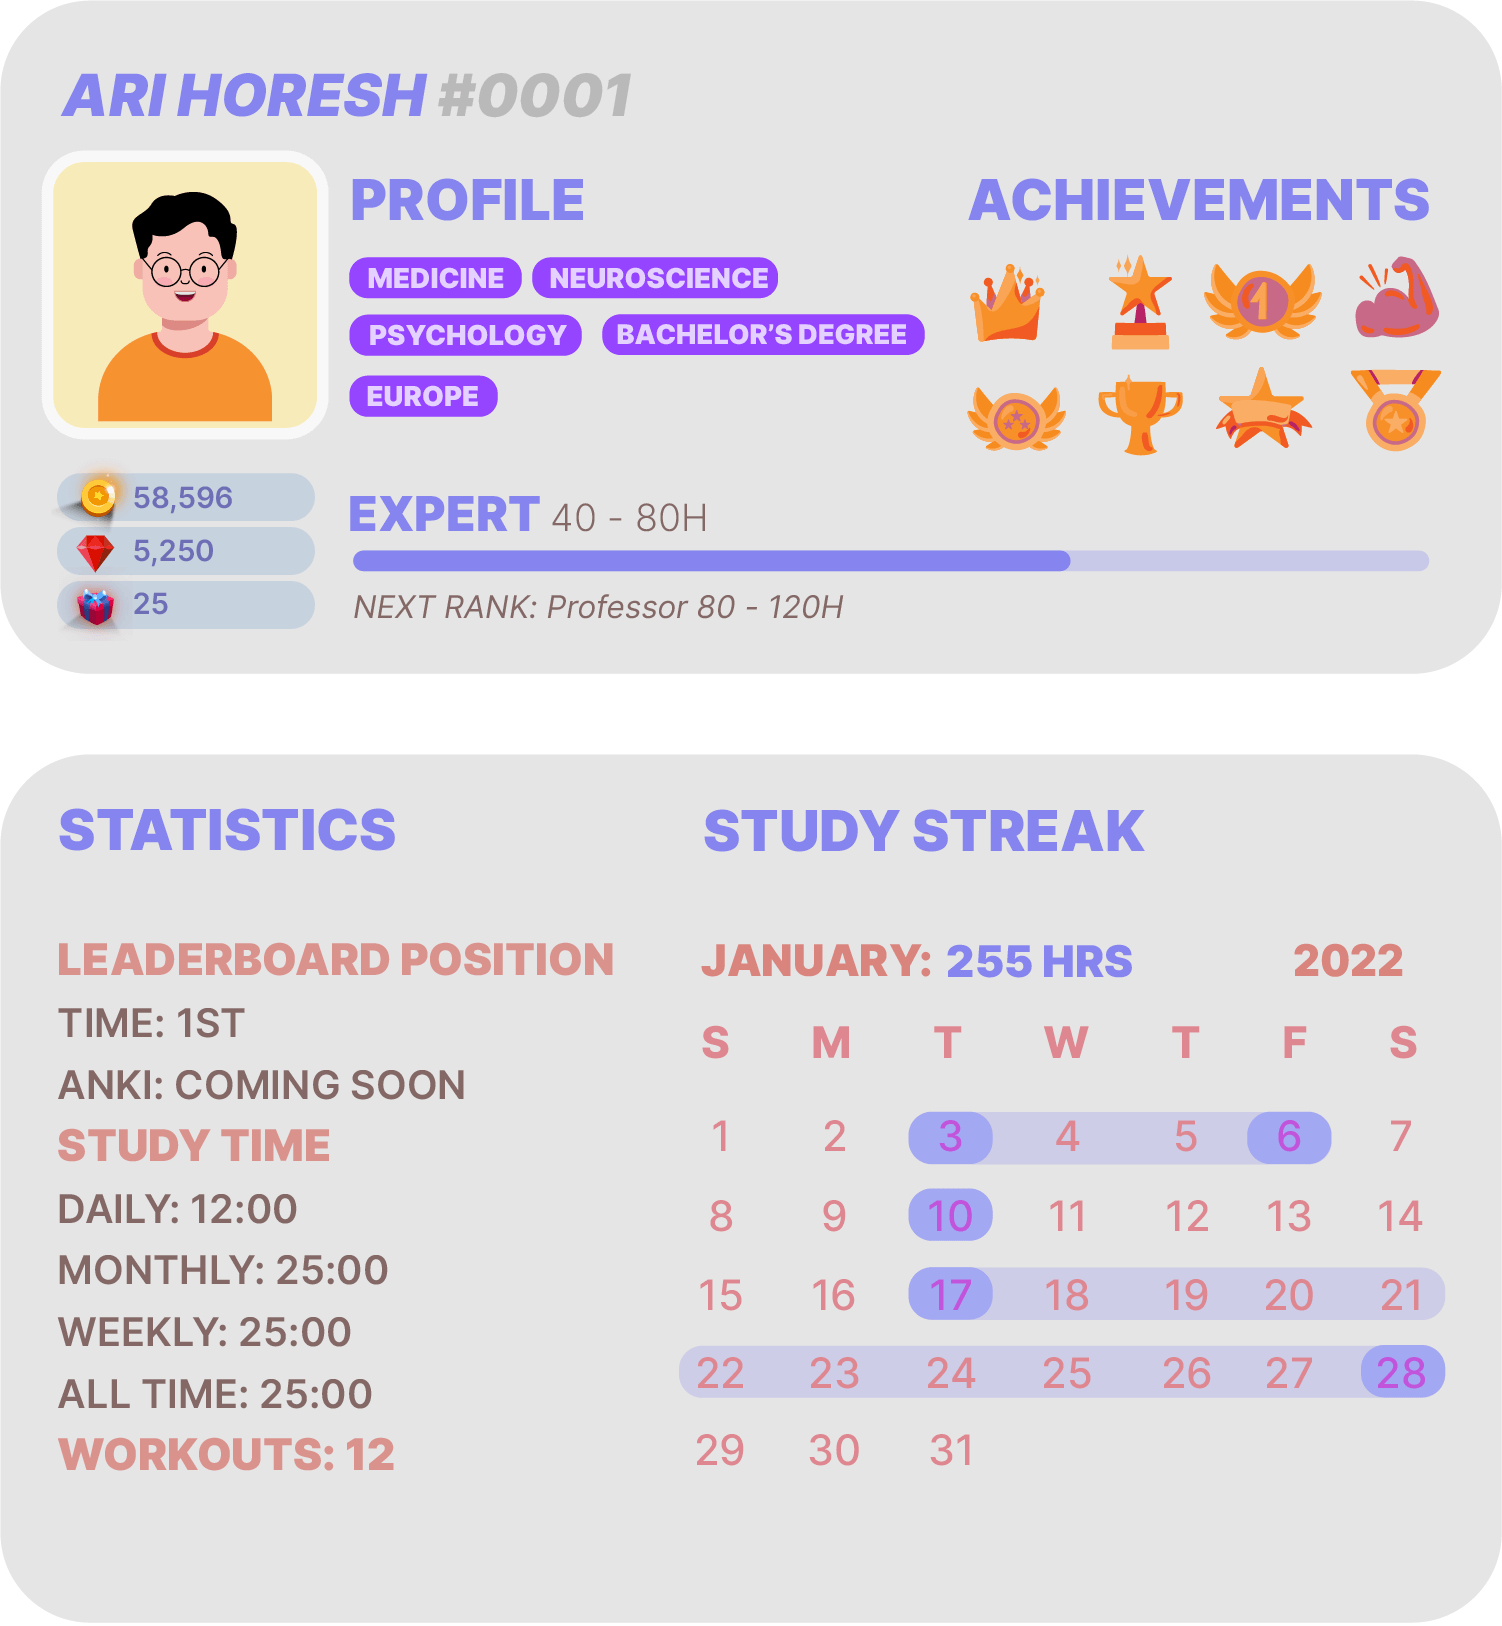 ARI HORESH #0001
PROFILE
MEDICINE NEUROSCIENCE
PSYCHOLOGY BACHELOR'S DEGREE
EUROPE
ACHIEVEMENTS
1
58,596
5,250
25
EXPERT 40 - 80H
NEXT RANK: Professor 80 - 120H
STATISTICS
LEADERBOARD POSITION
TIME: 1ST
ANKI: COMING SOON
STUDY TIME
DAILY: 12:00
MONTHLY: 25:00
WEEKLY: 25:00
ALL TIME: 25:00
WORKOUTS: 12
STUDY STREAK
JANUARY: 255 HRS 2022
S M T W T F S
1 2 3 4 5 6 7
8 9 10 11 12 13 14
15 16 17 18 19 20 21
22 23 24 25 26 27 28
29 30 31